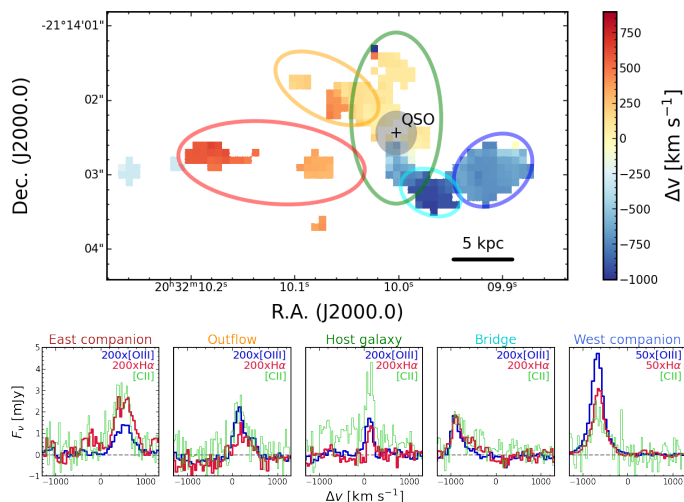 -21°14'01"
02"
03"
04"
Dec. (J2000.0)
QSO
5 kpc
20ʰ32ᵐ10.2ˢ
10.1ˢ
10.0ˢ
09.9ˢ
R.A. (J2000.0)
750
500
250
0
−250
−500
−750
−1000
Δv [km s⁻¹]
East companion
Outflow
Host galaxy
Bridge
West companion
200x[OIII]
200xHα
[CII]
200x[OIII]
200xHα
[CII]
200x[OIII]
200xHα
[CII]
200x[OIII]
200xHα
[CII]
50x[OIII]
50xHα
[CII]
5
4
3
2
1
0
−1
Fν [mJy]
−1000 0 1000
−1000 0 1000
−1000 0 1000
−1000 0 1000
−1000 0 1000
Δv [km s⁻¹]